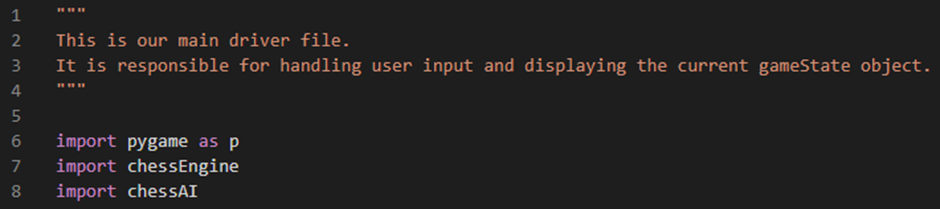 1 """
2 This is our main driver file.
3 It is responsible for handling user input and displaying the current gameState object.
4 """
5
6 import pygame as p
7 import chessEngine
8 import chessAI